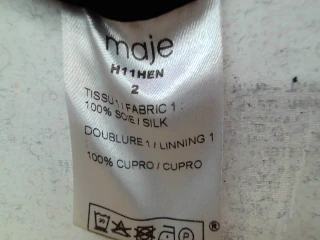 maje
H11HEN
2
TISSU 1 / FABRIC 1 :
100% SOIE / SILK
DOUBLURE 1 / LINNING 1
100% CUPRO / CUPRO
P
®